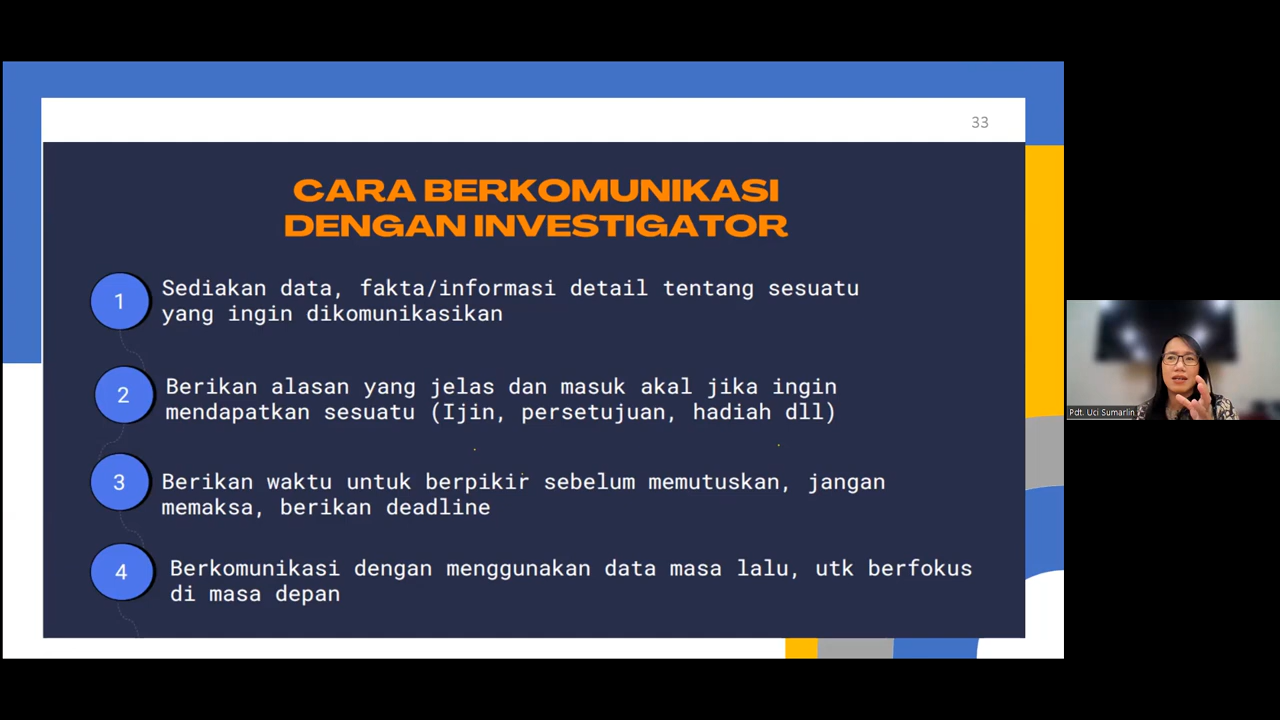 33
CARA BERKOMUNIKASI
DENGAN INVESTIGATOR
1
Sediakan data, fakta/informasi detail tentang sesuatu
yang ingin dikomunikasikan
2
Berikan alasan yang jelas dan masuk akal jika ingin
mendapatkan sesuatu (Ijin, persetujuan, hadiah dll)
3
Berikan waktu untuk berpikir sebelum memutuskan, jangan
memaksa, berikan deadline
4
Berkomunikasi dengan menggunakan data masa lalu, utk berfokus
di masa depan
Pdt. Uci Sumarlin